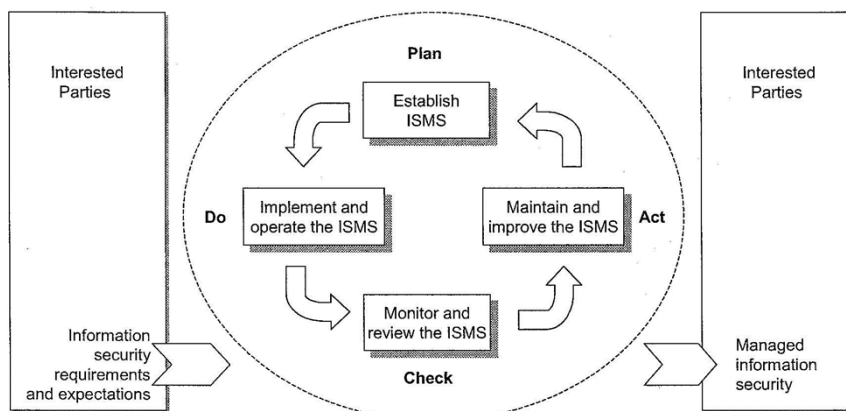 Interested
Parties
Information
security
requirements
and expectations
Plan
Establish
ISMS
Do
Implement and
operate the ISMS
Maintain and
improve the ISMS
Act
Monitor and
review the ISMS
Check
Interested
Parties
Managed
information
security